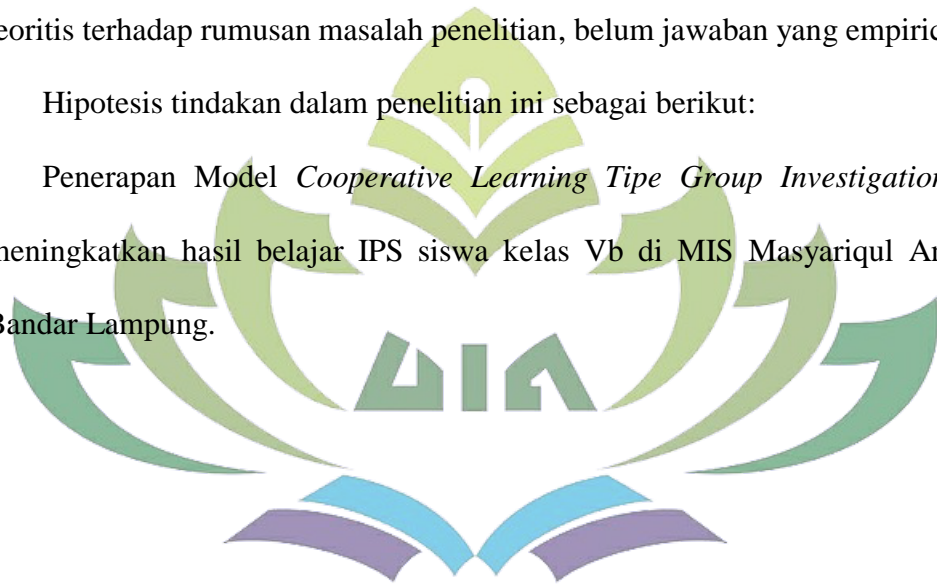 eoritis terhadap rumusan masalah penelitian, belum jawaban yang empiric
Hipotesis tindakan dalam penelitian ini sebagai berikut:
Penerapan Model Cooperative Learning Tipe Group Investigation
meningkatkan hasil belajar IPS siswa kelas Vb di MIS Masyariqul An
Bandar Lampung.
UIN